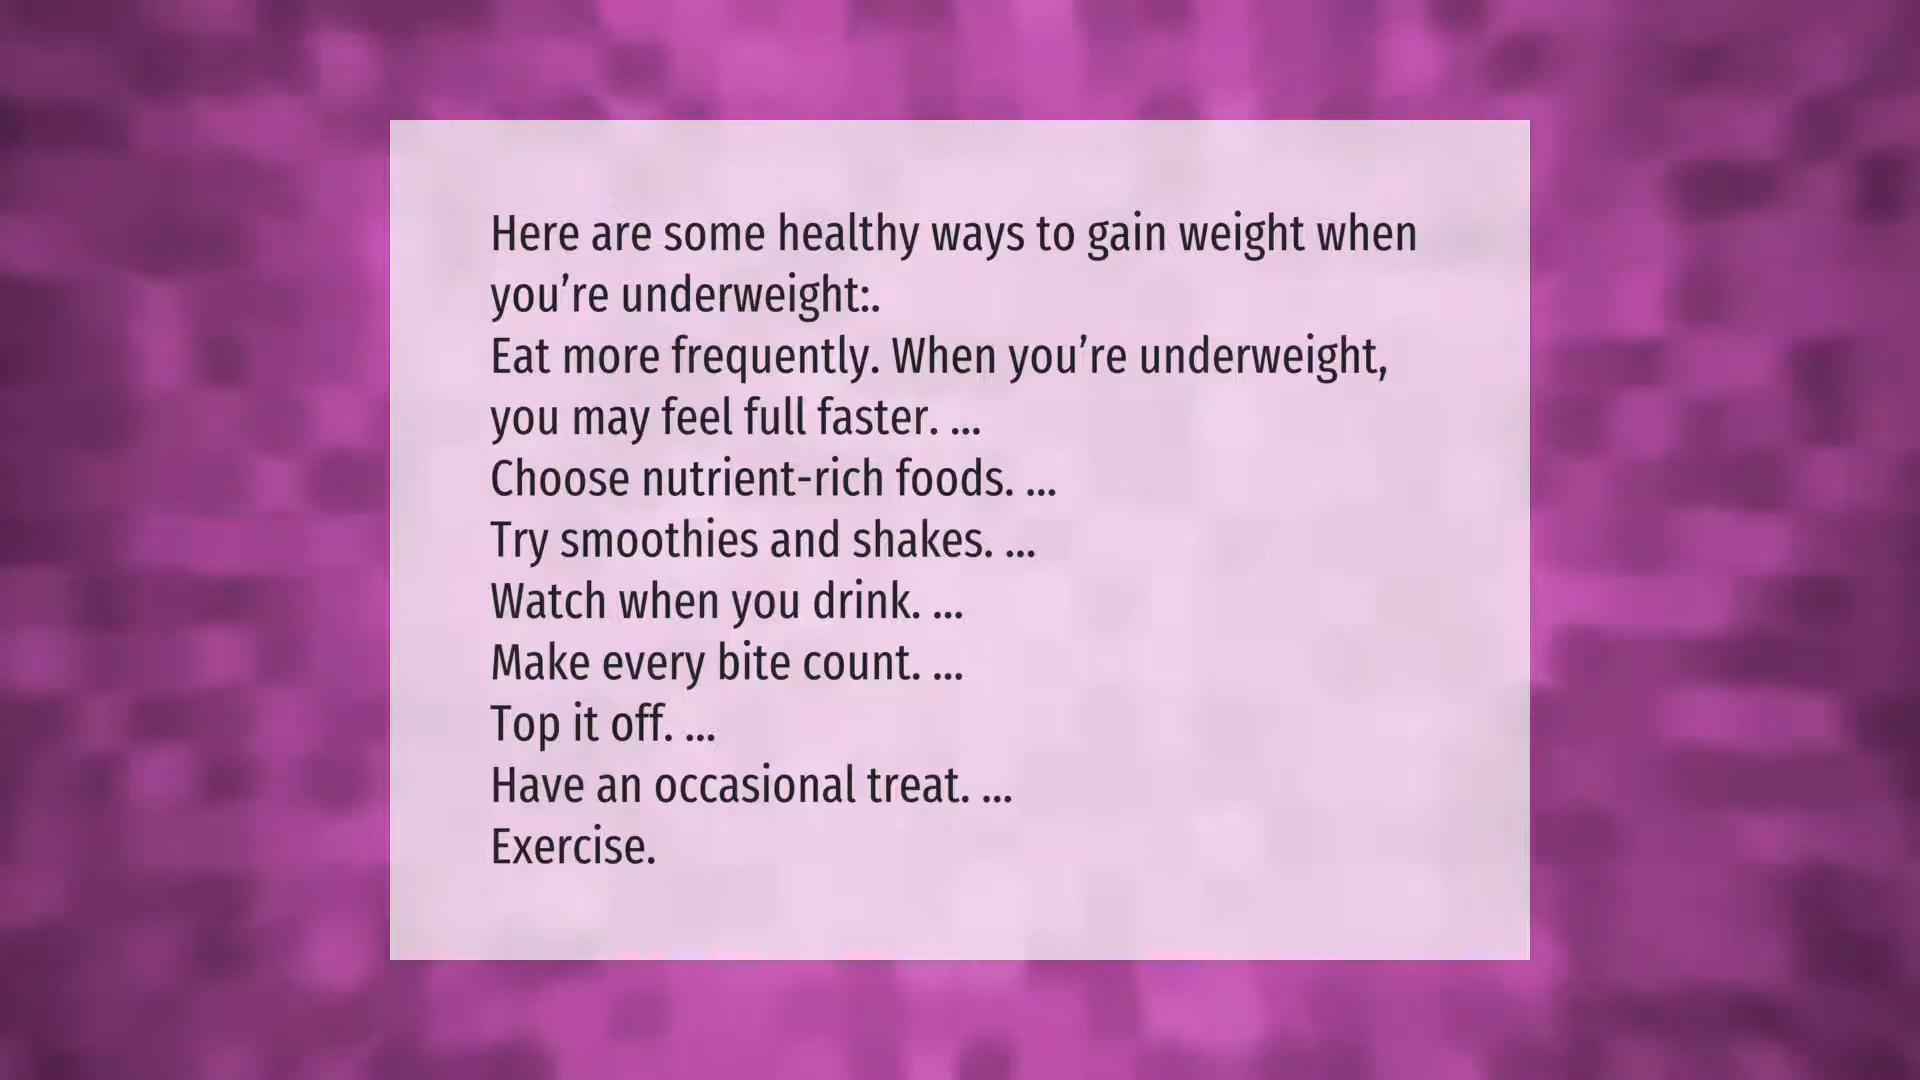 Here are some healthy ways to gain weight when
you’re underweight:.
Eat more frequently. When you’re underweight,
you may feel full faster. ...
Choose nutrient-rich foods. ...
Try smoothies and shakes. ...
Watch when you drink. ...
Make every bite count. ...
Top it off. ...
Have an occasional treat. ...
Exercise.